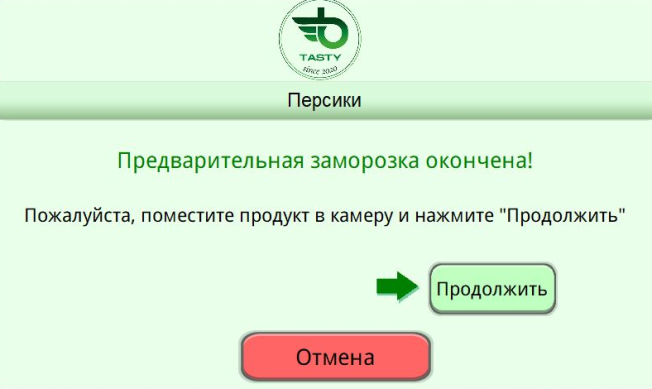 TASTY
since 2020
Персики
Предварительная заморозка окончена!
Пожалуйста, поместите продукт в камеру и нажмите "Продолжить"
Продолжить
Отмена